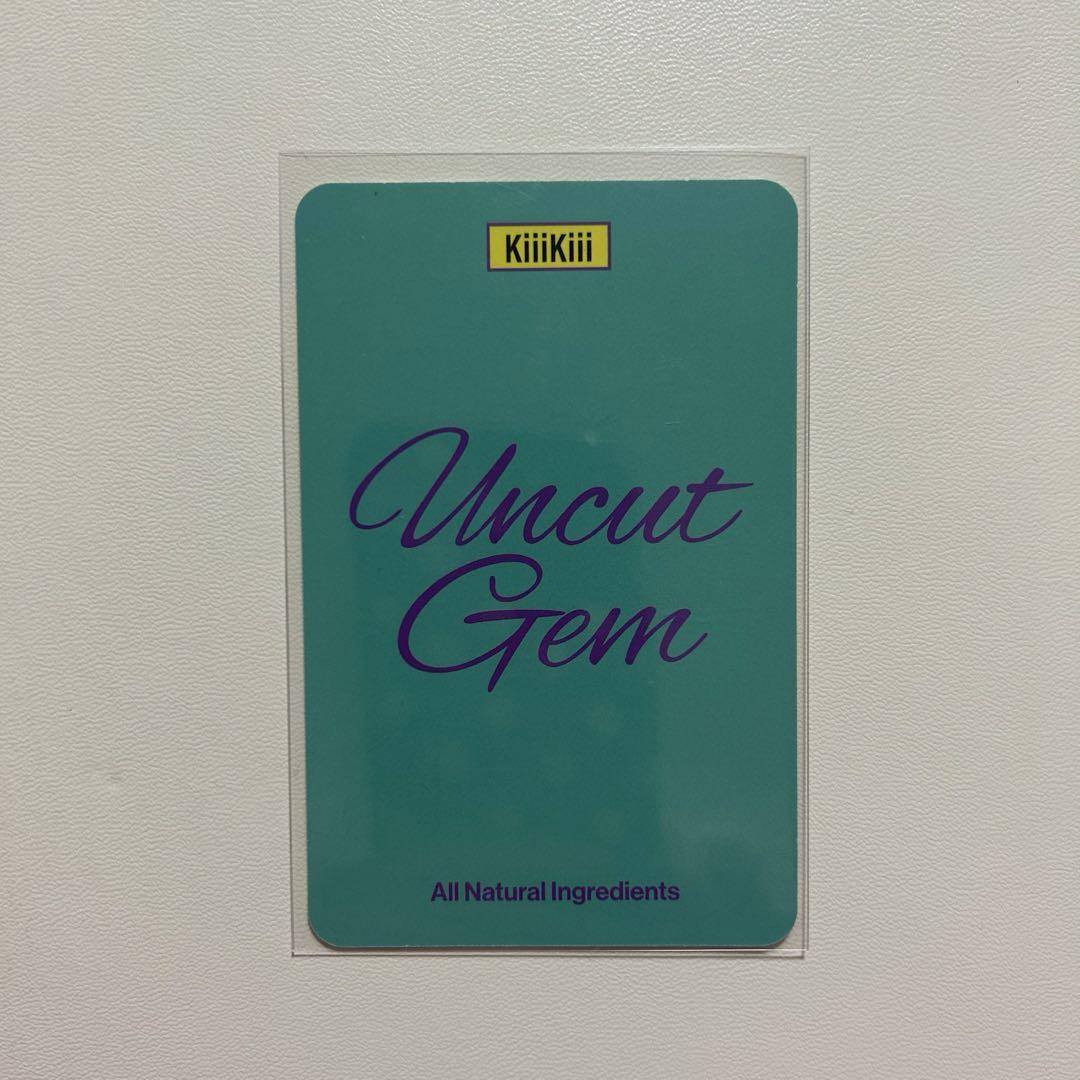 KiiiKiii
Uncut
Gem
All Natural Ingredients